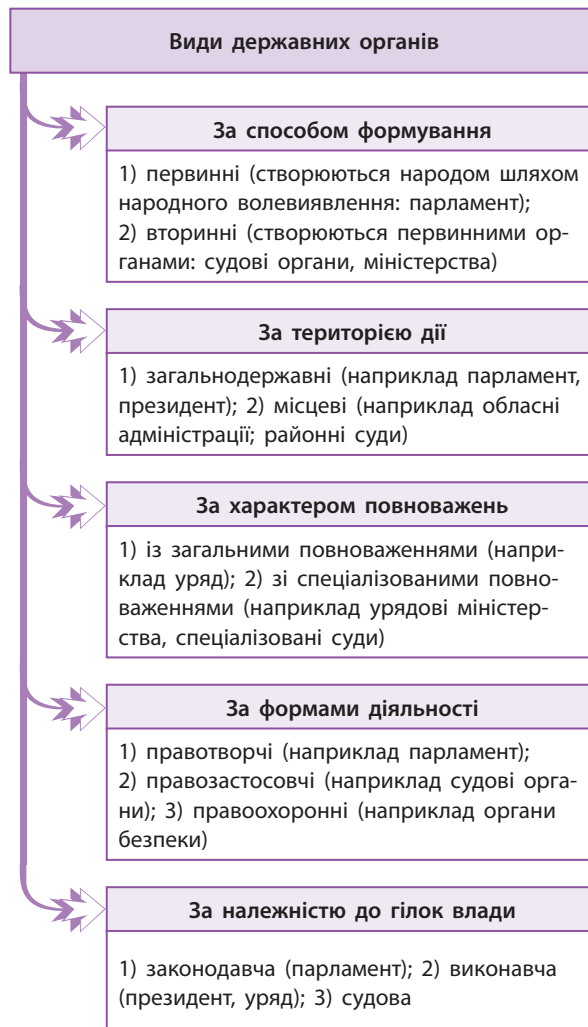 Види державних органів
За способом формування
1) первинні (створюються народом шляхом
народного волевиявлення: парламент);
2) вторинні (створюються первинними ор-
ганами: судові органи, міністерства)
За територією дії
1) загальнодержавні (наприклад парламент,
президент); 2) місцеві (наприклад обласні
адміністрації; районні суди)
За характером повноважень
1) із загальними повноваженнями (напри-
клад уряд); 2) зі спеціалізованими повно-
важеннями (наприклад урядові міністер-
ства, спеціалізовані суди)
За формами діяльності
1) правотворчі (наприклад парламент);
2) правозастосовчі (наприклад судові орга-
ни); 3) правоохоронні (наприклад органи
безпеки)
За належністю до гілок влади
1) законодавча (парламент); 2) виконавча
(президент, уряд); 3) судова